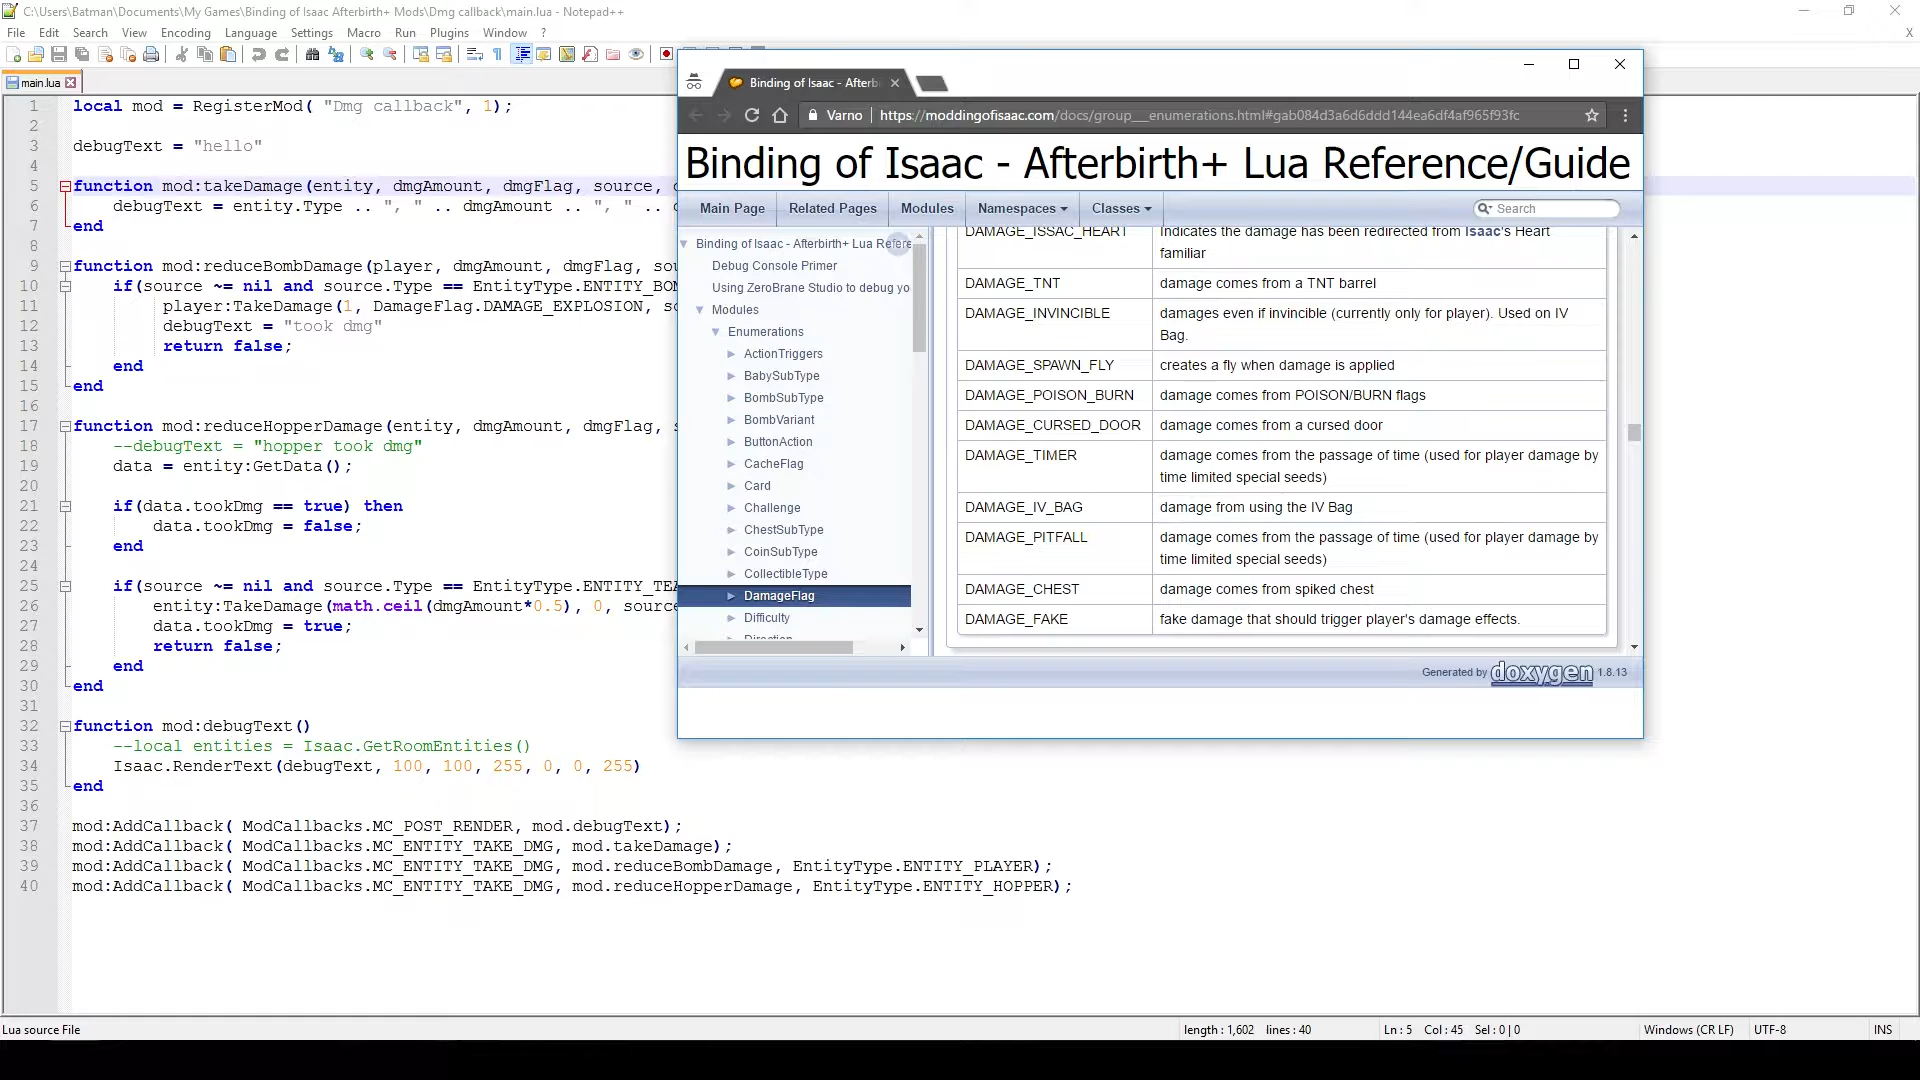 C:\Users\Batman\Documents\My Games\Binding of Isaac Afterbirth+ Mods\Dmg callback\main.lua - Notepad++
File Edit Search View Encoding Language Settings Macro Run Plugins Window ? X
main.lua
1 local mod = RegisterMod( "Dmg callback", 1);
2
3 debugText = "hello"
4
5 function mod:takeDamage(entity, dmgAmount, dmgFlag, source,
6 debugText = entity.Type .. ", " .. dmgAmount .. ", " ..
7 end
8
9 function mod:reduceBombDamage(player, dmgAmount, dmgFlag,
10 if(source ~= nil and source.Type == EntityType.ENTITY_BO
11 player:TakeDamage(1, DamageFlag.DAMAGE_EXPLOSION,
12 debugText = "took dmg"
13 return false;
14 end
15 end
16
17 function mod:reduceHopperDamage(entity, dmgAmount, dmgFlag,
18 --debugText = "hopper took dmg"
19 data = entity:GetData();
20
21 if(data.tookDmg == true) then
22 data.tookDmg = false;
23 end
24
25 if(source ~= nil and source.Type == EntityType.ENTITY_TEA
26 entity:TakeDamage(math.ceil(dmgAmount*0.5), 0, source
27 data.tookDmg = true;
28 return false;
29 end
30 end
31
32 function mod:debugText()
33 --local entities = Isaac.GetRoomEntities()
34 Isaac.RenderText(debugText, 100, 100, 255, 0, 0, 255)
35 end
36
37 mod:AddCallback( ModCallbacks.MC_POST_RENDER, mod.debugText);
38 mod:AddCallback( ModCallbacks.MC_ENTITY_TAKE_DMG, mod.takeDamage);
39 mod:AddCallback( ModCallbacks.MC_ENTITY_TAKE_DMG, mod.reduceBombDamage, EntityType.ENTITY_PLAYER);
40 mod:AddCallback( ModCallbacks.MC_ENTITY_TAKE_DMG, mod.reduceHopperDamage, EntityType.ENTITY_HOPPER);
Binding of Isaac - Afterb
Varno https://moddingofisaac.com/docs/group__enumerations.html#gab084d3a6d6ddd144ea6df4af965f93fc
Binding of Isaac - Afterbirth+ Lua Reference/Guide
Main Page Related Pages Modules Namespaces Classes Search
Binding of Isaac - Afterbirth+ Lua Refere
Debug Console Primer
Using ZeroBrane Studio to debug yo
Modules
Enumerations
ActionTriggers
BabySubType
BombSubType
BombVariant
ButtonAction
CacheFlag
Card
Challenge
ChestSubType
CoinSubType
CollectibleType
DamageFlag
Difficulty
Direction
DAMAGE_ISSAC_HEART Indicates the damage has been redirected from Isaac's Heart
familiar
DAMAGE_TNT damage comes from a TNT barrel
DAMAGE_INVINCIBLE damages even if invincible (currently only for player). Used on IV
Bag.
DAMAGE_SPAWN_FLY creates a fly when damage is applied
DAMAGE_POISON_BURN damage comes from POISON/BURN flags
DAMAGE_CURSED_DOOR damage comes from a cursed door
DAMAGE_TIMER damage comes from the passage of time (used for player damage by
time limited special seeds)
DAMAGE_IV_BAG damage from using the IV Bag
DAMAGE_PITFALL damage comes from the passage of time (used for player damage by
time limited special seeds)
DAMAGE_CHEST damage comes from spiked chest
DAMAGE_FAKE fake damage that should trigger player's damage effects.
Generated by doxygen 1.8.13
Lua source File length : 1,602 lines : 40 Ln : 5 Col : 45 Sel : 0 | 0 Windows (CR LF) UTF-8 INS